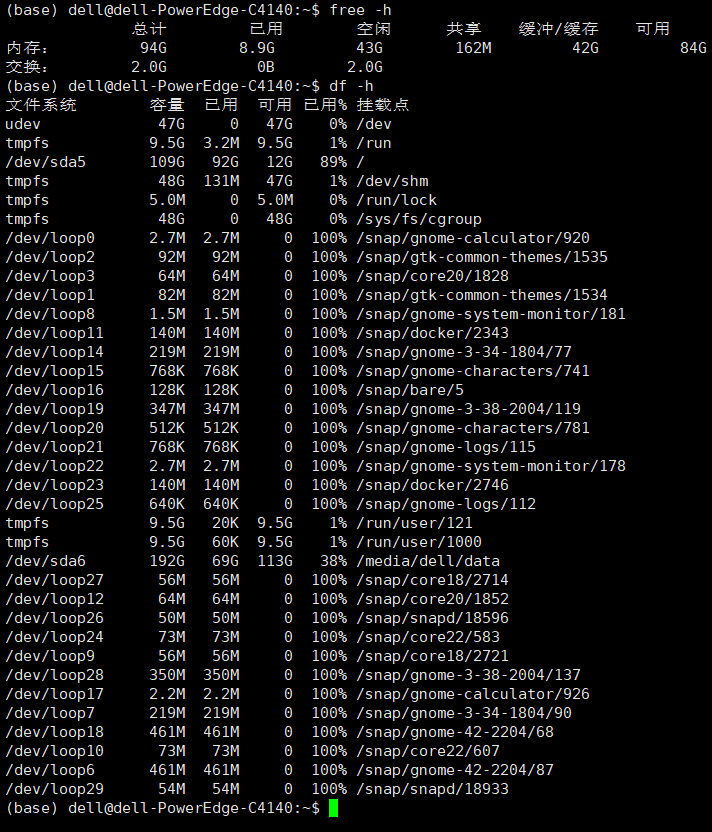 (base) dell@dell-PowerEdge-C4140:~$ free -h
总计 已用 空闲 共享 缓冲/缓存 可用
内存: 94G 8.9G 43G 162M 42G 84G
交换: 2.0G 0B 2.0G
(base) dell@dell-PowerEdge-C4140:~$ df -h
文件系统 容量 已用 可用 已用% 挂载点
udev 47G 0 47G 0% /dev
tmpfs 9.5G 3.2M 9.5G 1% /run
/dev/sda5 109G 92G 12G 89% /
tmpfs 48G 131M 47G 1% /dev/shm
tmpfs 5.0M 0 5.0M 0% /run/lock
tmpfs 48G 0 48G 0% /sys/fs/cgroup
/dev/loop0 2.7M 2.7M 0 100% /snap/gnome-calculator/920
/dev/loop2 92M 92M 0 100% /snap/gtk-common-themes/1535
/dev/loop3 64M 64M 0 100% /snap/core20/1828
/dev/loop1 82M 82M 0 100% /snap/gtk-common-themes/1534
/dev/loop8 1.5M 1.5M 0 100% /snap/gnome-system-monitor/181
/dev/loop11 140M 140M 0 100% /snap/docker/2343
/dev/loop14 219M 219M 0 100% /snap/gnome-3-34-1804/77
/dev/loop15 768K 768K 0 100% /snap/gnome-characters/741
/dev/loop16 128K 128K 0 100% /snap/bare/5
/dev/loop19 347M 347M 0 100% /snap/gnome-3-38-2004/119
/dev/loop20 512K 512K 0 100% /snap/gnome-characters/781
/dev/loop21 768K 768K 0 100% /snap/gnome-logs/115
/dev/loop22 2.7M 2.7M 0 100% /snap/gnome-system-monitor/178
/dev/loop23 140M 140M 0 100% /snap/docker/2746
/dev/loop25 640K 640K 0 100% /snap/gnome-logs/112
tmpfs 9.5G 20K 9.5G 1% /run/user/121
tmpfs 9.5G 60K 9.5G 1% /run/user/1000
/dev/sda6 192G 69G 113G 38% /media/dell/data
/dev/loop27 56M 56M 0 100% /snap/core18/2714
/dev/loop12 64M 64M 0 100% /snap/core20/1852
/dev/loop26 50M 50M 0 100% /snap/snapd/18596
/dev/loop24 73M 73M 0 100% /snap/core22/583
/dev/loop9 56M 56M 0 100% /snap/core18/2721
/dev/loop28 350M 350M 0 100% /snap/gnome-3-38-2004/137
/dev/loop17 2.2M 2.2M 0 100% /snap/gnome-calculator/926
/dev/loop7 219M 219M 0 100% /snap/gnome-3-34-1804/90
/dev/loop18 461M 461M 0 100% /snap/gnome-42-2204/68
/dev/loop10 73M 73M 0 100% /snap/core22/607
/dev/loop6 461M 461M 0 100% /snap/gnome-42-2204/87
/dev/loop29 54M 54M 0 100% /snap/snapd/18933
(base) dell@dell-PowerEdge-C4140:~$